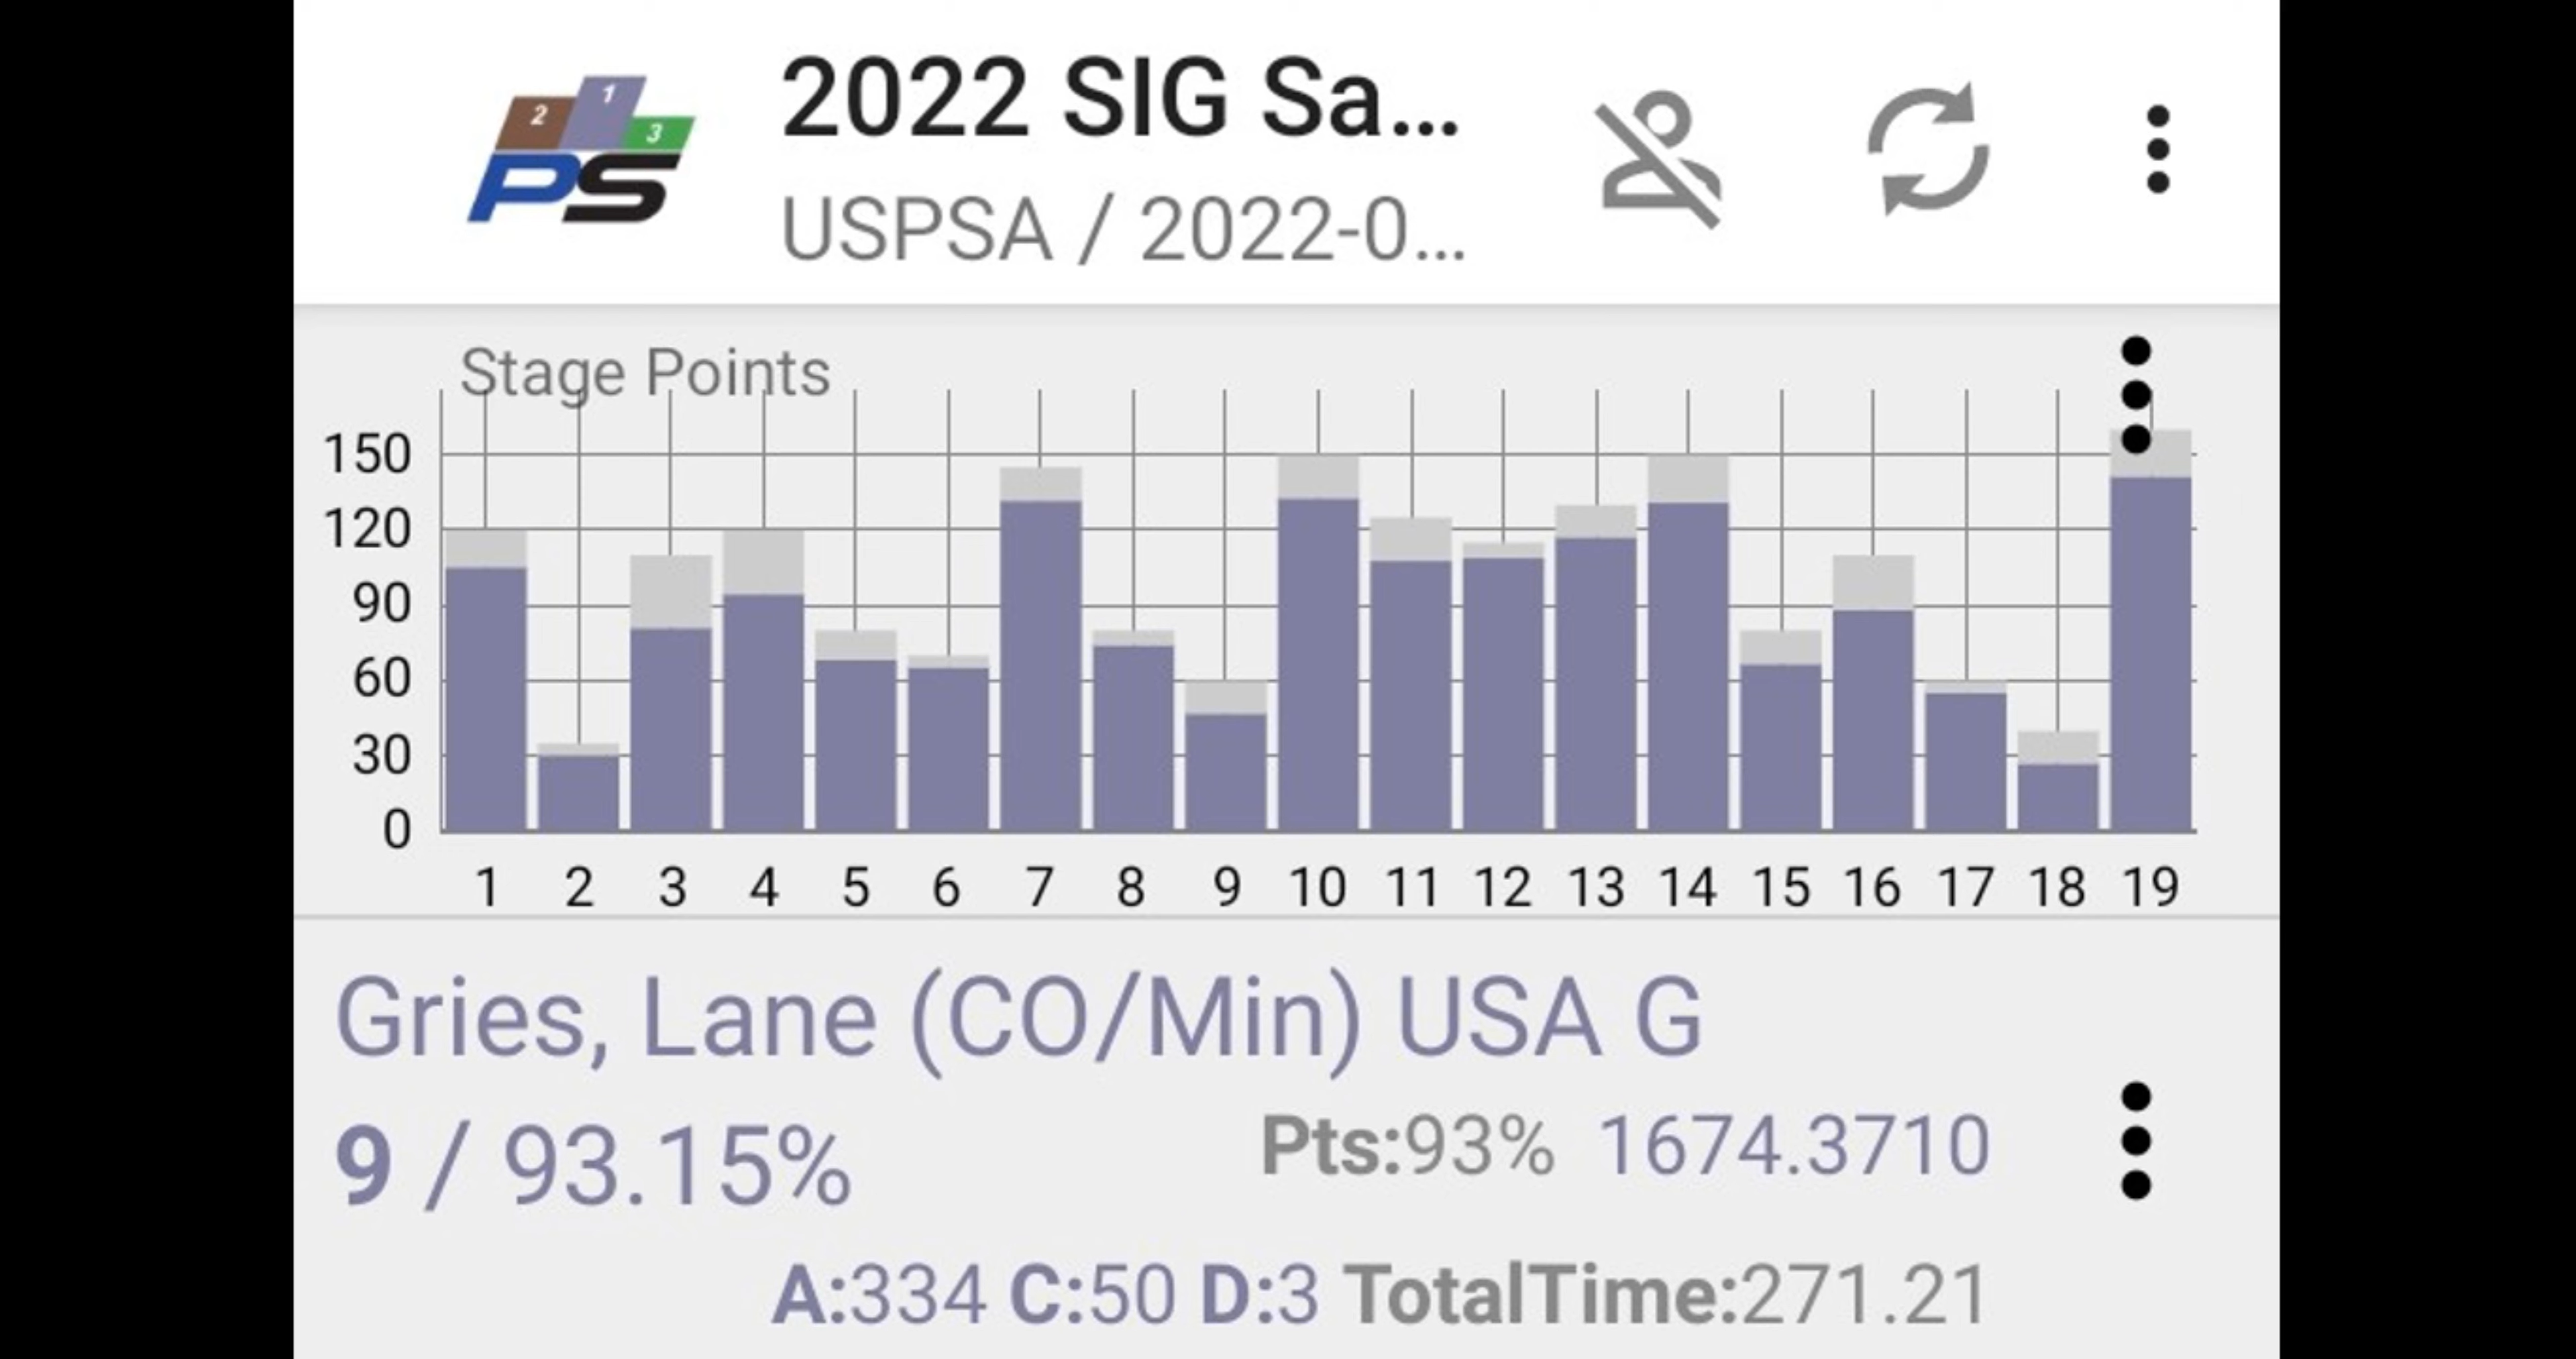 2 1 3
PS
2022 SIG Sa...
USPSA / 2022-0...
Stage Points
150
120
90
60
30
0
1 2 3 4 5 6 7 8 9 10 11 12 13 14 15 16 17 18 19
Gries, Lane (CO/Min) USA G
9 / 93.15%
Pts:93% 1674.3710
A:334 C:50 D:3 TotalTime:271.21